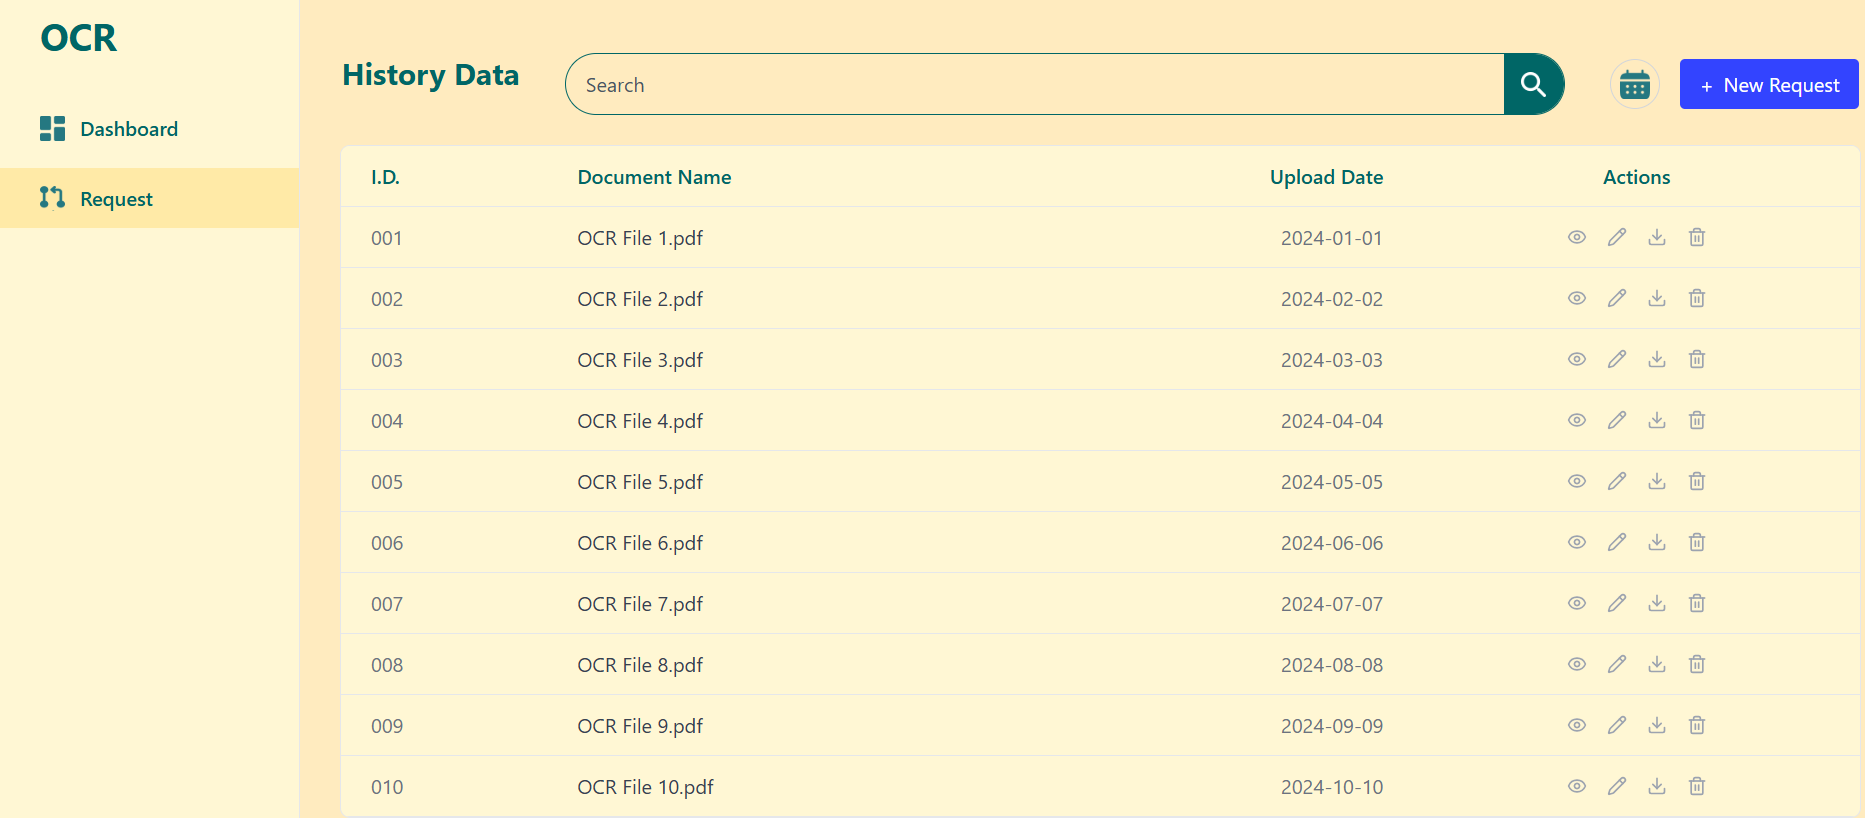 OCR
Dashboard
Request
History Data
Search
+ New Request
I.D. Document Name Upload Date Actions
001 OCR File 1.pdf 2024-01-01
002 OCR File 2.pdf 2024-02-02
003 OCR File 3.pdf 2024-03-03
004 OCR File 4.pdf 2024-04-04
005 OCR File 5.pdf 2024-05-05
006 OCR File 6.pdf 2024-06-06
007 OCR File 7.pdf 2024-07-07
008 OCR File 8.pdf 2024-08-08
009 OCR File 9.pdf 2024-09-09
010 OCR File 10.pdf 2024-10-10